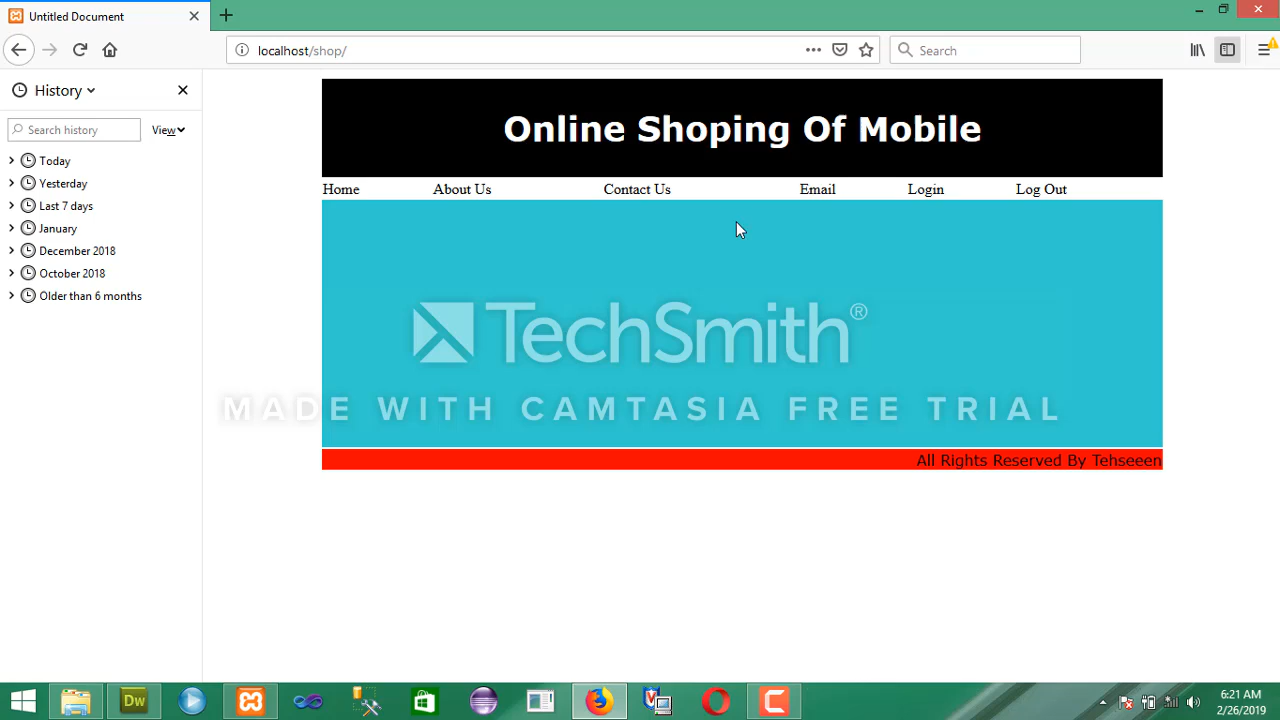 Untitled Document
localhost/shop/
Search
History
Search history
View
Today
Yesterday
Last 7 days
January
December 2018
October 2018
Older than 6 months
Online Shoping Of Mobile
Home About Us Contact Us Email Login Log Out
TechSmith®
MADE WITH CAMTASIA FREE TRIAL
All Rights Reserved By Tehseeen
Dw
6:21 AM
2/26/2019